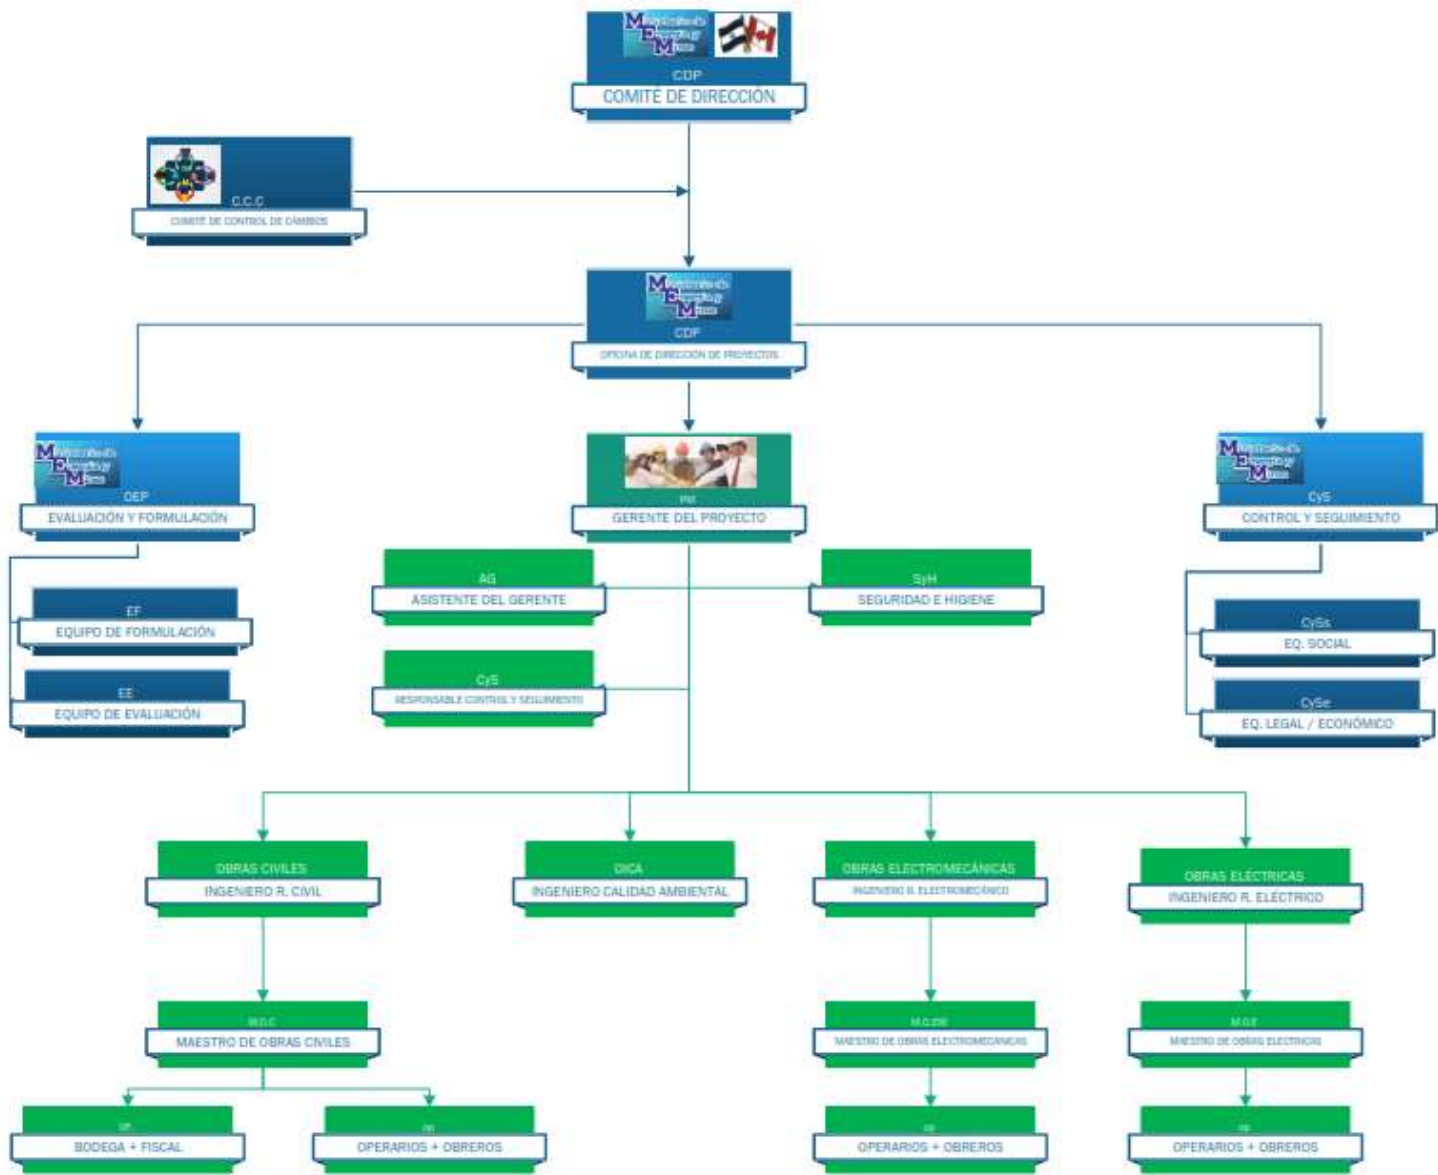 CDP
COMITÉ DE DIRECCIÓN
C.C.C
COMITÉ DE CONTROL DE CAMBIOS
CDP
OFICINA DE DIRECCIÓN DE PROYECTOS
OEP
EVALUACIÓN Y FORMULACIÓN
PM
GERENTE DEL PROYECTO
CyS
CONTROL Y SEGUIMIENTO
AG
ASISTENTE DEL GERENTE
SyH
SEGURIDAD E HIGIENE
EF
EQUIPO DE FORMULACIÓN
CySs
EQ. SOCIAL
CyS
RESPONSABLE CONTROL Y SEGUIMIENTO
EE
EQUIPO DE EVALUACIÓN
CySe
EQ. LEGAL / ECONÓMICO
OBRAS CIVILES
INGENIERO R. CIVIL
OICA
INGENIERO CALIDAD AMBIENTAL
OBRAS ELECTROMECÁNICAS
INGENIERO R. ELECTROMECÁNICO
OBRAS ELÉCTRICAS
INGENIERO R. ELÉCTRICO
M.O.C
MAESTRO DE OBRAS CIVILES
M.O.EM
MAESTRO DE OBRAS ELECTROMECÁNICAS
M.O.E
MAESTRO DE OBRAS ELECTRICAS
BODEGA + FISCAL
OPERARIOS + OBREROS
OPERARIOS + OBREROS
OPERARIOS + OBREROS